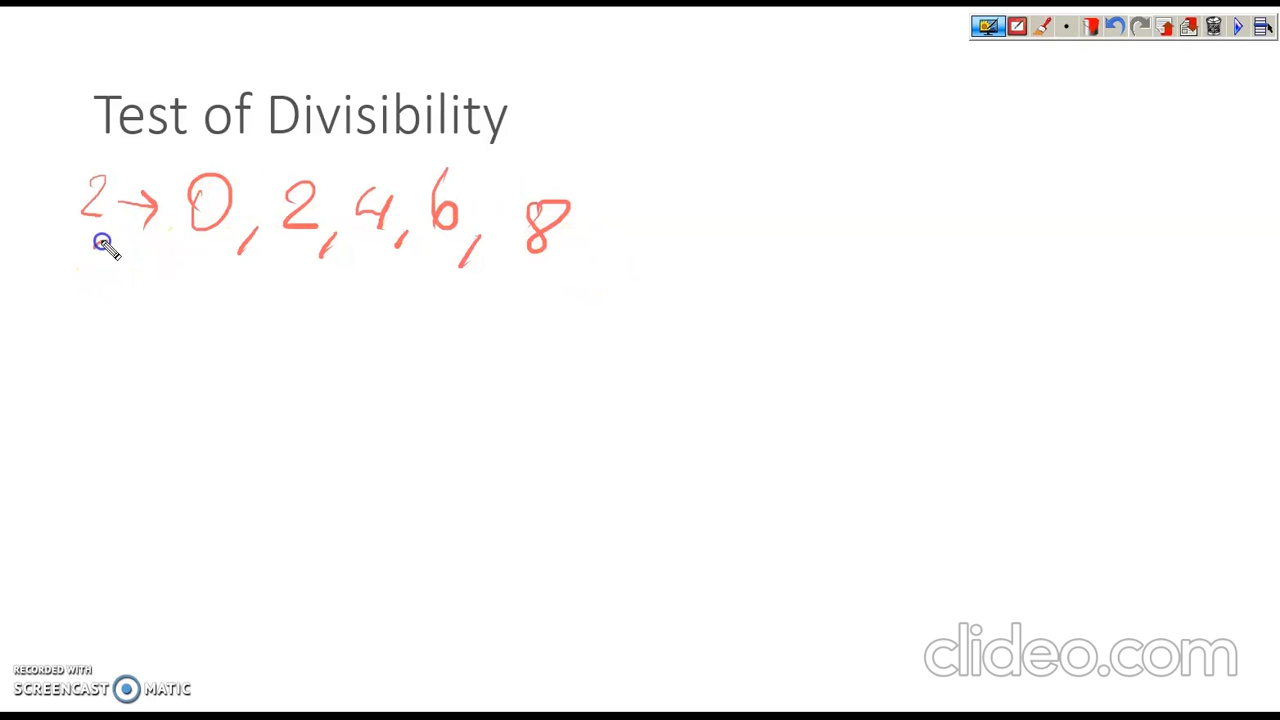 Test of Divisibility
2 → 0, 2, 4, 6, 8
clideo.com
RECORDED WITH
SCREENCAST MATIC